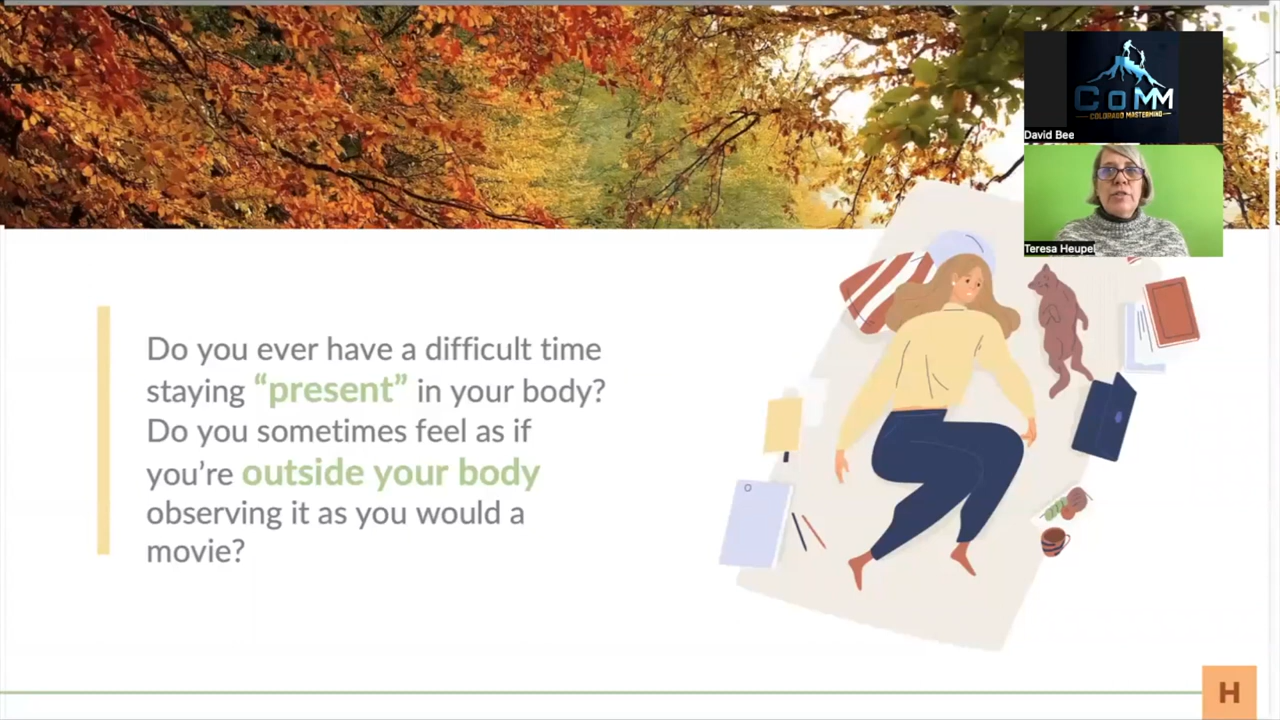 CoMM
COLORADO MASTERMIND
David Bee
Teresa Heupel
Do you ever have a difficult time
staying “present” in your body?
Do you sometimes feel as if
you’re outside your body
observing it as you would a
movie?
H